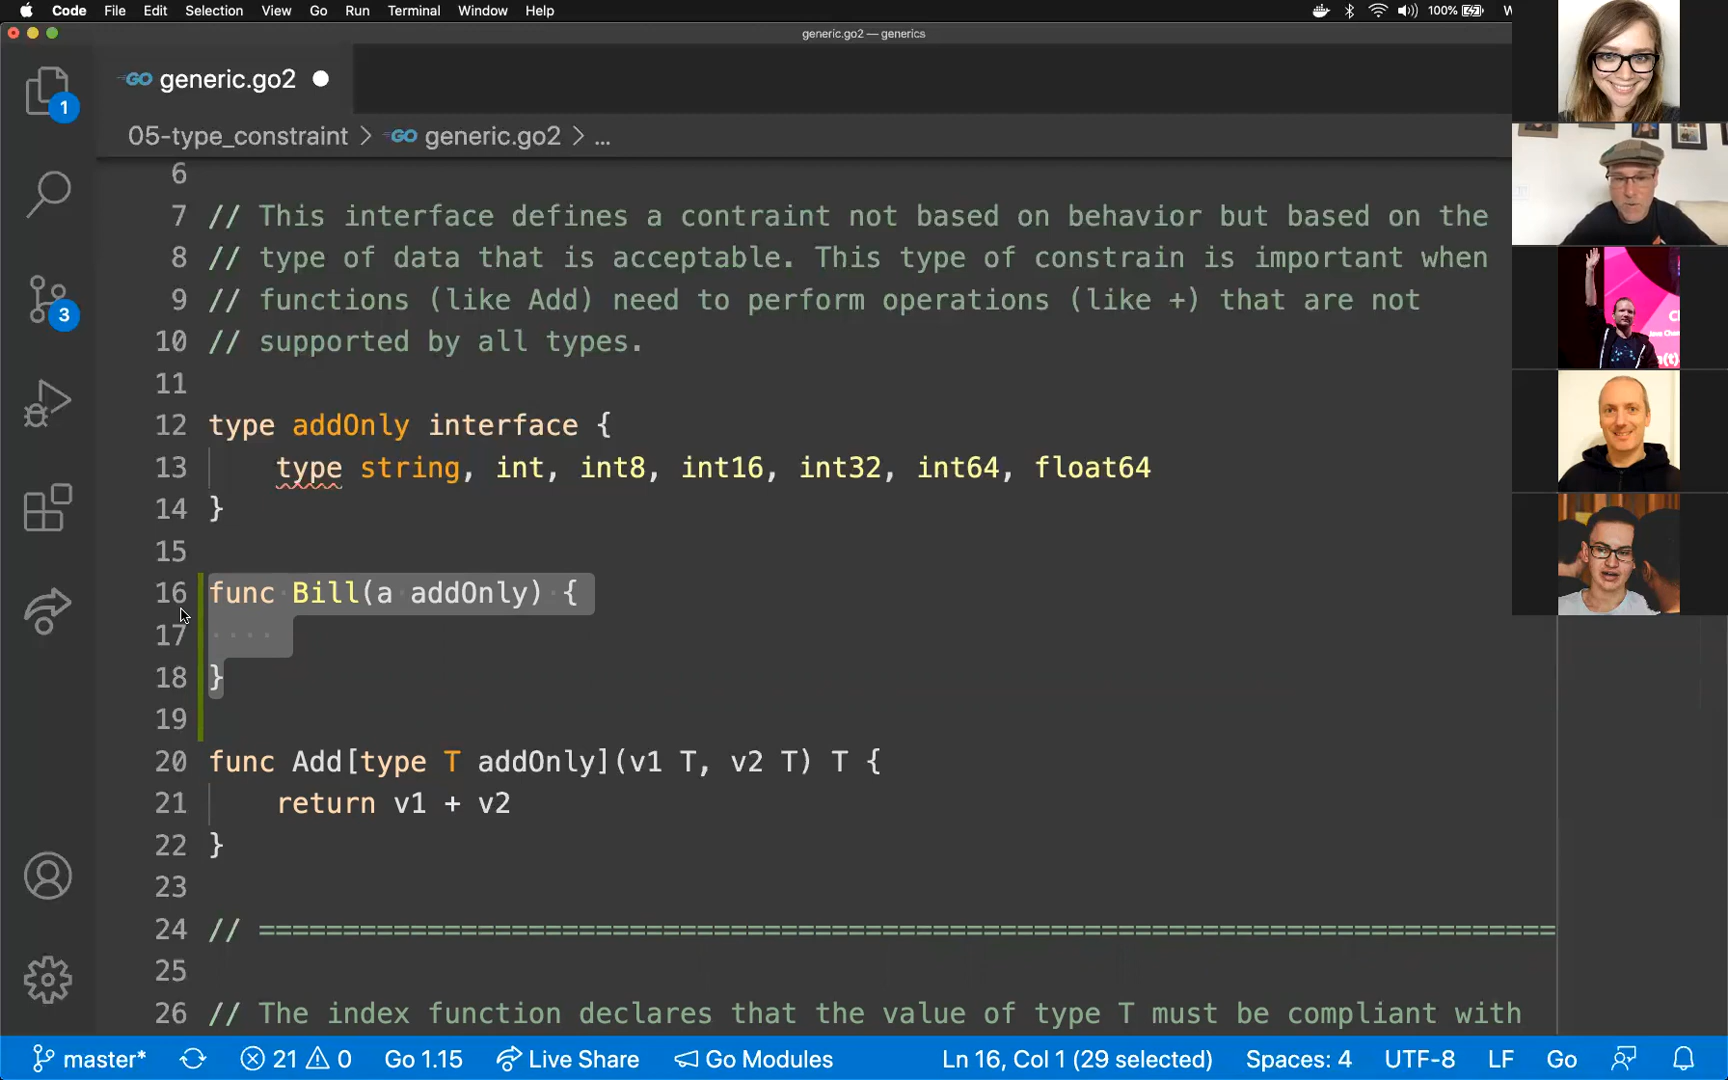 Code File Edit Selection View Go Run Terminal Window Help 100%
generic.go2 — generics
GO generic.go2
1
05-type_constraint > GO generic.go2 > ...
6
7 // This interface defines a contraint not based on behavior but based on the
8 // type of data that is acceptable. This type of constrain is important when
9 // functions (like Add) need to perform operations (like +) that are not
3
10 // supported by all types.
11
12 type addOnly interface {
13 type string, int, int8, int16, int32, int64, float64
14 }
15
16 func Bill(a addOnly) {
17
18 }
19
20 func Add[type T addOnly](v1 T, v2 T) T {
21 return v1 + v2
22 }
23
24 // =============================================================================
25
26 // The index function declares that the value of type T must be compliant with
master* 21 0 Go 1.15 Live Share Go Modules Ln 16, Col 1 (29 selected) Spaces: 4 UTF-8 LF Go